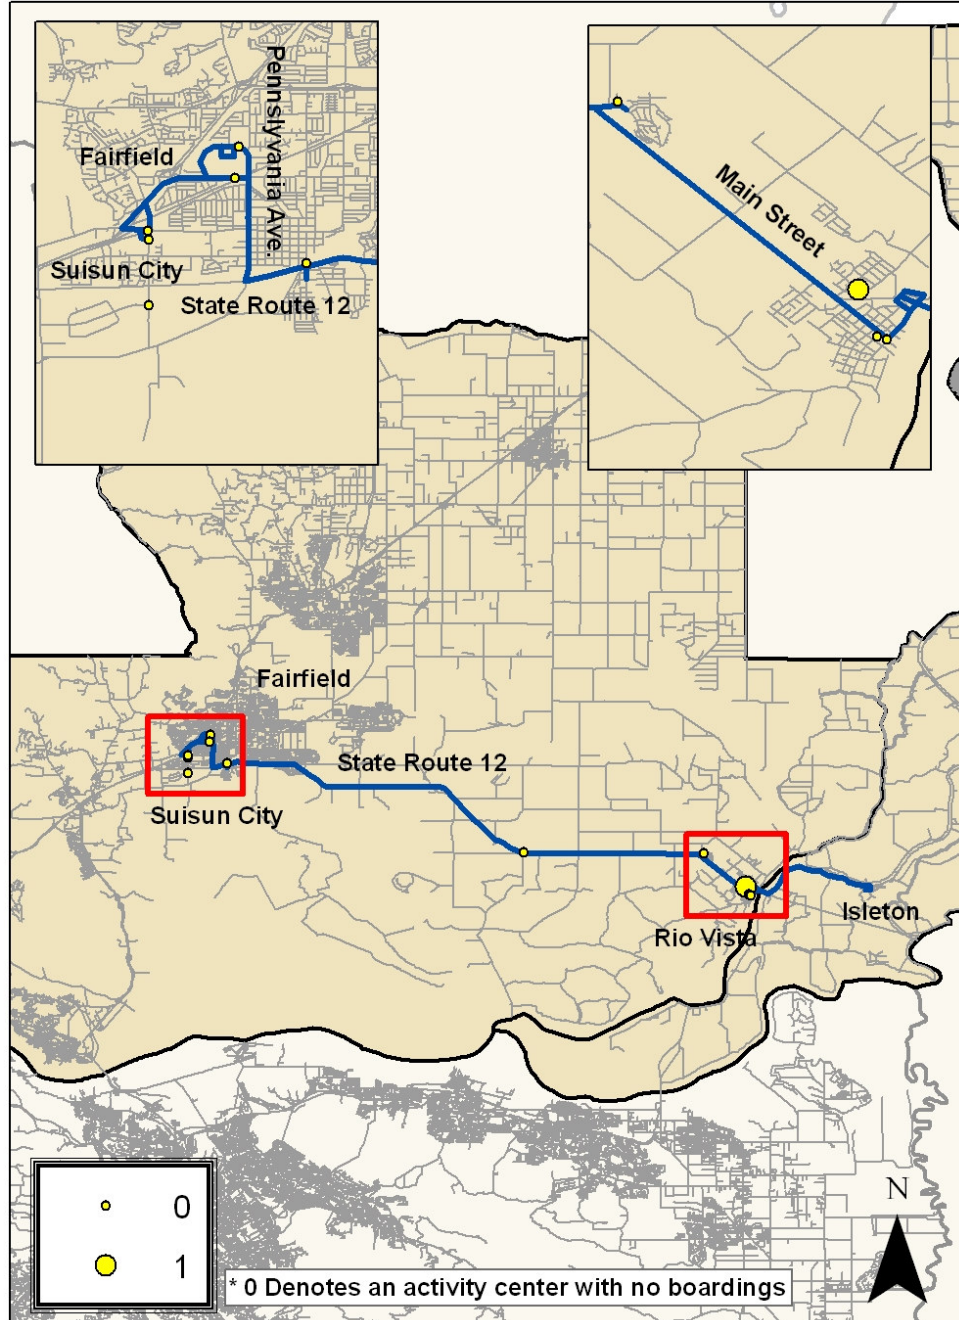 Pennslyvania Ave.
Fairfield
Suisun City
State Route 12
Main Street
Fairfield
State Route 12
Suisun City
Isleton
Rio Vista
0
1
* 0 Denotes an activity center with no boardings
N